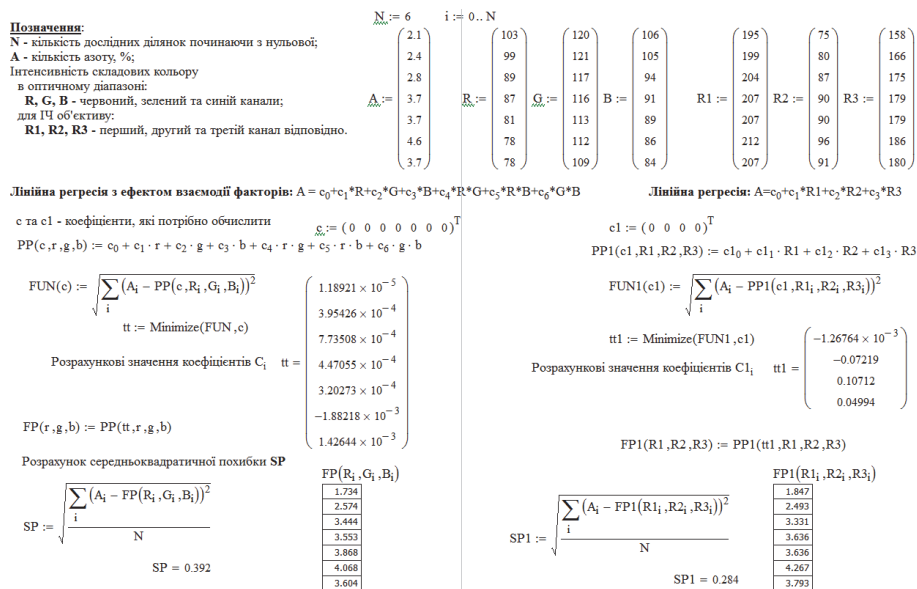 N := 6 i := 0.. N
Позначення:
N - кількість дослідних ділянок починаючи з нульової;
A - кількість азоту, %;
Інтенсивність складових кольору
в оптичному діапазоні:
R, G, B - червоний, зелений та синій канали;
для ІЧ об'єктиву:
R1, R2, R3 - перший, другий та третій канал відповідно.
A := R := G := B := R1 := R2 := R3 :=
2.1 103 120 106 195 75 158
2.4 99 121 105 199 80 166
2.8 89 117 94 204 87 175
3.7 87 116 91 207 90 179
3.7 81 113 89 207 90 179
4.6 78 112 86 212 96 186
3.7 78 109 84 207 91 180
Лінійна регресія з ефектом взаємодії факторів: A = c₀+c₁*R+c₂*G+c₃*B+c₄*R*G+c₅*R*B+c₆*G*B
Лінійна регресія: A=c₀+c₁*R1+c₂*R2+c₃*R3
с та с1 - коефіцієнти, які потрібно обчислити
c := (0 0 0 0 0 0 0)ᵀ
c1 := (0 0 0 0)ᵀ
PP(c,r,g,b) := c₀ + c₁ · r + c₂ · g + c₃ · b + c₄ · r · g + c₅ · r · b + c₆ · g · b
PP1(c1,R1,R2,R3) := c1₀ + c1₁ · R1 + c1₂ · R2 + c1₃ · R3
FUN(c) := √∑ᵢ(Aᵢ − PP(c,Rᵢ,Gᵢ,Bᵢ))²
FUN1(c1) := √∑ᵢ(Aᵢ − PP1(c1,R1ᵢ,R2ᵢ,R3ᵢ))²
tt := Minimize(FUN,c)
tt1 := Minimize(FUN1,c1)
Розрахункові значення коефіцієнтів Cᵢ tt =
1.18921 × 10⁻⁵
3.95426 × 10⁻⁴
7.73508 × 10⁻⁴
4.47055 × 10⁻⁴
3.20273 × 10⁻⁴
−1.88218 × 10⁻³
1.42644 × 10⁻³
Розрахункові значення коефіцієнтів C1ᵢ tt1 =
−1.26764 × 10⁻³
−0.07219
0.10712
0.04994
FP(r,g,b) := PP(tt,r,g,b)
FP1(R1,R2,R3) := PP1(tt1,R1,R2,R3)
Розрахунок середньоквадратичної похибки SP
SP := √(∑ᵢ(Aᵢ − FP(Rᵢ,Gᵢ,Bᵢ))² / N)
SP = 0.392
FP(Rᵢ,Gᵢ,Bᵢ)
1.734
2.574
3.444
3.553
3.868
4.068
3.604
SP1 := √(∑ᵢ(Aᵢ − FP1(R1ᵢ,R2ᵢ,R3ᵢ))² / N)
SP1 = 0.284
FP1(R1ᵢ,R2ᵢ,R3ᵢ)
1.847
2.493
3.331
3.636
3.636
4.267
3.793